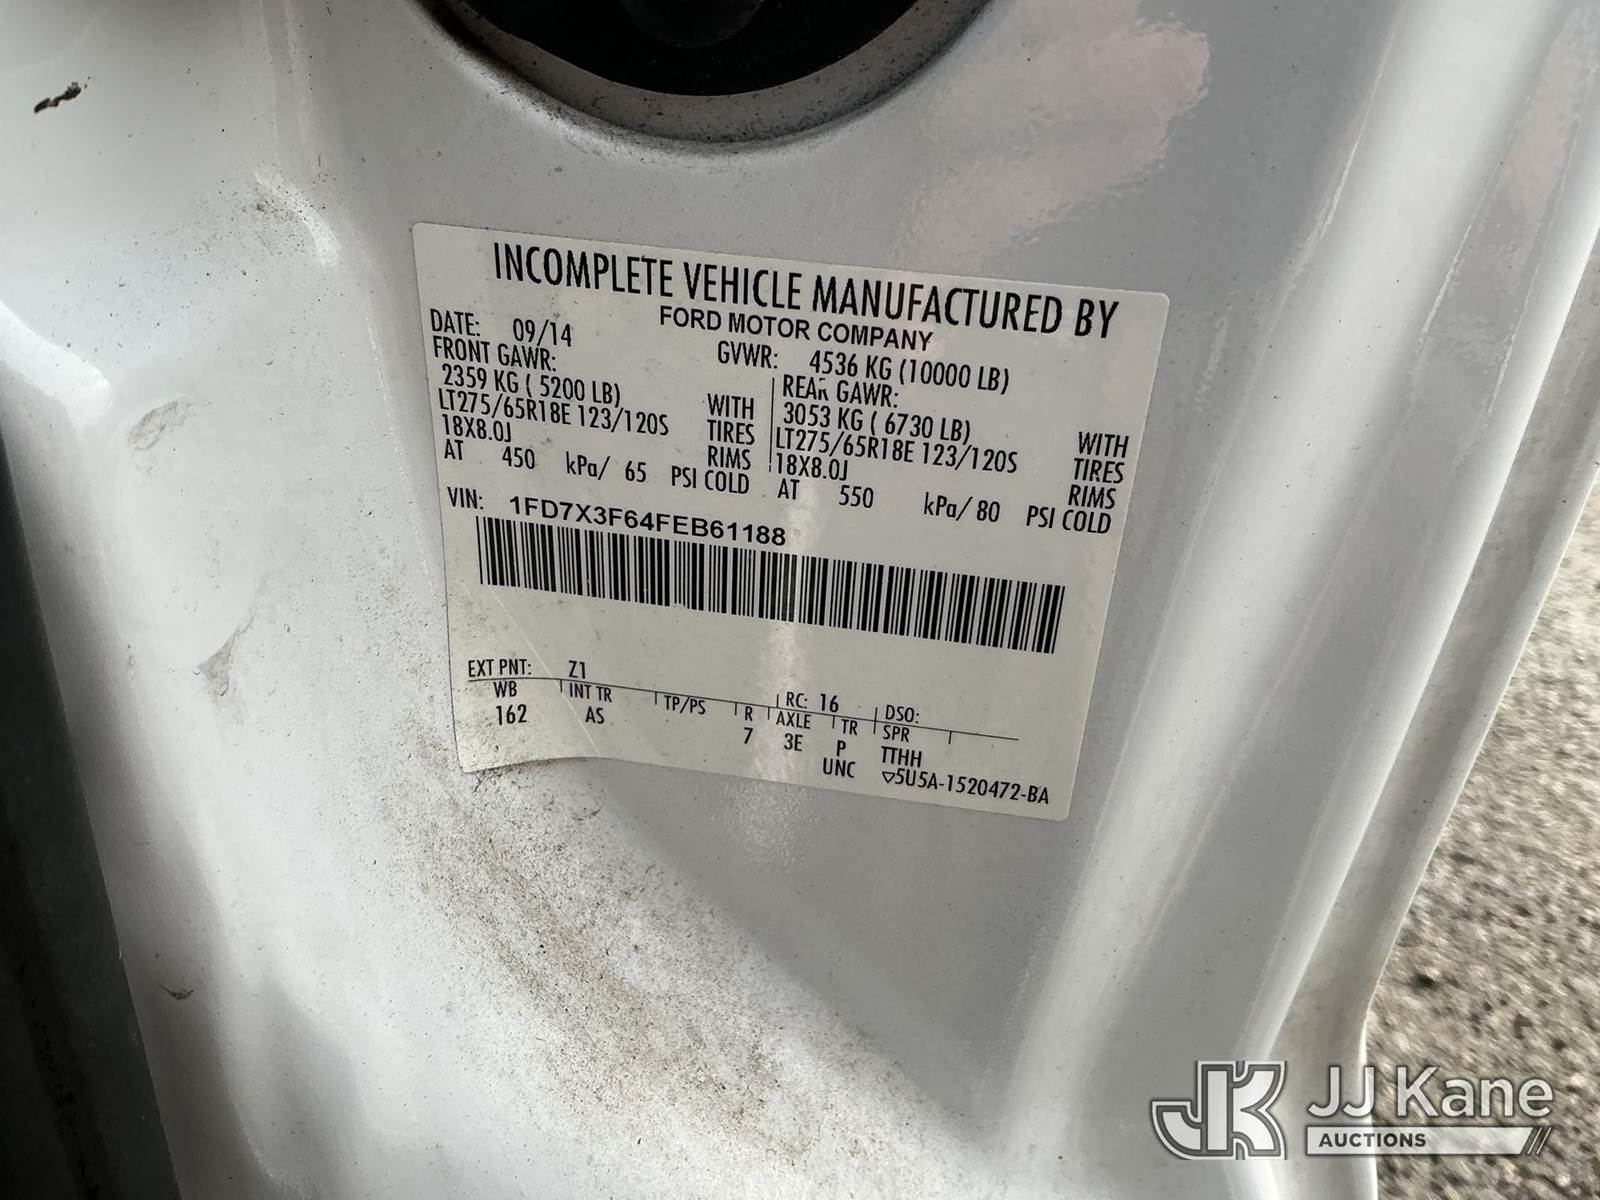 INCOMPLETE VEHICLE MANUFACTURED BY
FORD MOTOR COMPANY
DATE: 09/14 GVWR: 4536 KG (10000 LB)
FRONT GAWR: REAR GAWR:
2359 KG ( 5200 LB) WITH 3053 KG ( 6730 LB) WITH
LT275/65R18E 123/120S TIRES LT275/65R18E 123/120S TIRES
18X8.0J RIMS 18X8.0J RIMS
AT 450 kPa/ 65 PSI COLD AT 550 kPa/ 80 PSI COLD
VIN: 1FD7X3F64FEB61188
EXT PNT: Z1 RC: 16 DSO:
WB INT TR TP/PS R AXLE TR SPR
162 AS 7 3E P TTHH
UNC ▽5U5A-1520472-BA
JK JJ Kane
AUCTIONS